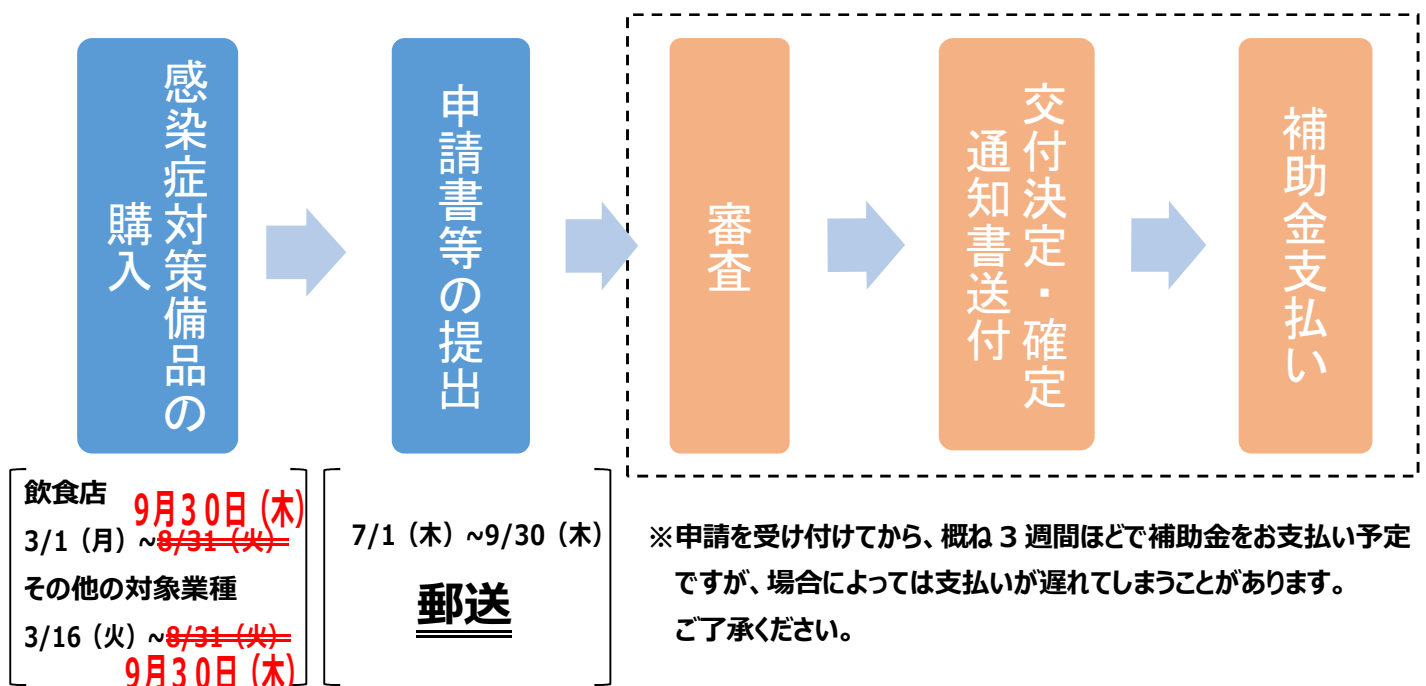 感染症対策備品の
購入
申請書等の提出
審査
交付決定・確定
通知書送付
補助金支払い
飲食店
9月30日（木）
3/1（月）~8/31（火）
その他の対象業種
3/16（火）~8/31（火）
9月30日（木）
7/1（木）~9/30（木）
郵送
※申請を受け付けてから、概ね 3 週間ほどで補助金をお支払い予定
ですが、場合によっては支払いが遅れてしまうことがあります。
ご了承ください。